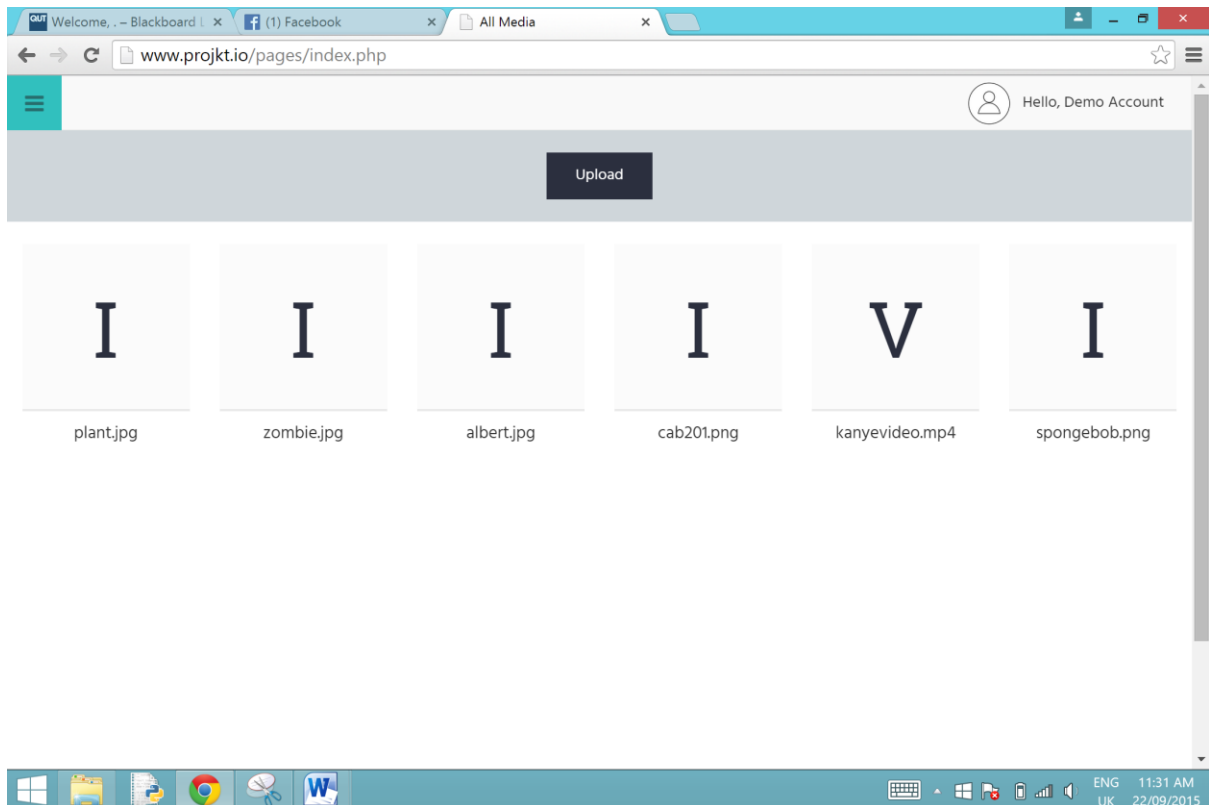 QUT Welcome, . – Blackboard L
(1) Facebook
All Media
www.projkt.io/pages/index.php
Hello, Demo Account
Upload
I I I I V I
plant.jpg zombie.jpg albert.jpg cab201.png kanyevideo.mp4 spongebob.png
W
ENG 11:31 AM
UK 22/09/2015